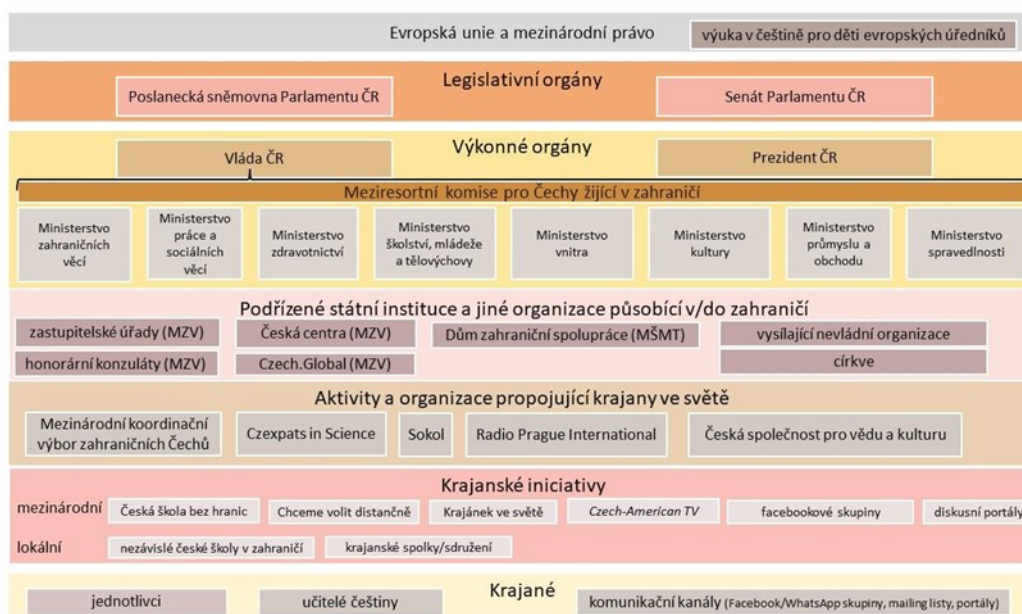 Evropská unie a mezinárodní právo
výuka v češtině pro děti evropských úředníků
Legislativní orgány
Poslanecká sněmovna Parlamentu ČR
Senát Parlamentu ČR
Výkonné orgány
Vláda ČR
Prezident ČR
Meziresortní komise pro Čechy žijící v zahraničí
Ministerstvo
zahraničních
věcí
Ministerstvo
práce a
sociálních
věcí
Ministerstvo
zdravotnictví
Ministerstvo
školství, mládeže
a tělovýchovy
Ministerstvo
vnitra
Ministerstvo
kultury
Ministerstvo
průmyslu a
obchodu
Ministerstvo
spravedlnosti
Podřízené státní instituce a jiné organizace působící v/do zahraničí
zastupitelské úřady (MZV)
Česká centra (MZV)
Dům zahraniční spolupráce (MŠMT)
vysílající nevládní organizace
honorární konzuláty (MZV)
Czech.Global (MZV)
církve
Aktivity a organizace propojující krajany ve světě
Mezinárodní koordinační
výbor zahraničních Čechů
Czexpats in Science
Sokol
Radio Prague International
Česká společnost pro vědu a kulturu
Krajanské iniciativy
mezinárodní
Česká škola bez hranic
Chceme volit distančně
Krajánek ve světě
Czech-American TV
facebookové skupiny
diskusní portály
lokální
nezávislé české školy v zahraničí
krajanské spolky/sdružení
Krajané
jednotlivci
učitelé češtiny
komunikační kanály (Facebook/WhatsApp skupiny, mailing listy, portály)